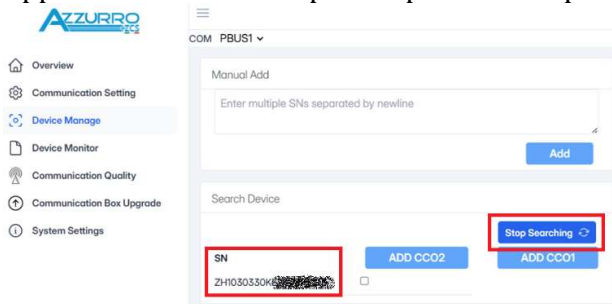 AZZURRO
ZCS
COM PBUS1
Overview
Communication Setting
Device Manage
Device Monitor
Communication Quality
Communication Box Upgrade
System Settings
Manual Add
Enter multiple SNs separated by newline
Add
Search Device
Stop Searching
SN ADD CCO2 ADD CCO1